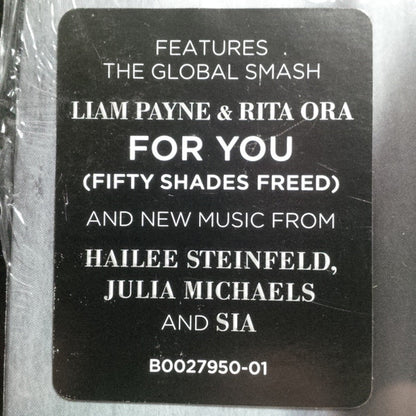 FEATURES
THE GLOBAL SMASH
LIAM PAYNE & RITA ORA
FOR YOU
(FIFTY SHADES FREED)
AND NEW MUSIC FROM
HAILEE STEINFELD,
JULIA MICHAELS
AND SIA
B0027950-01